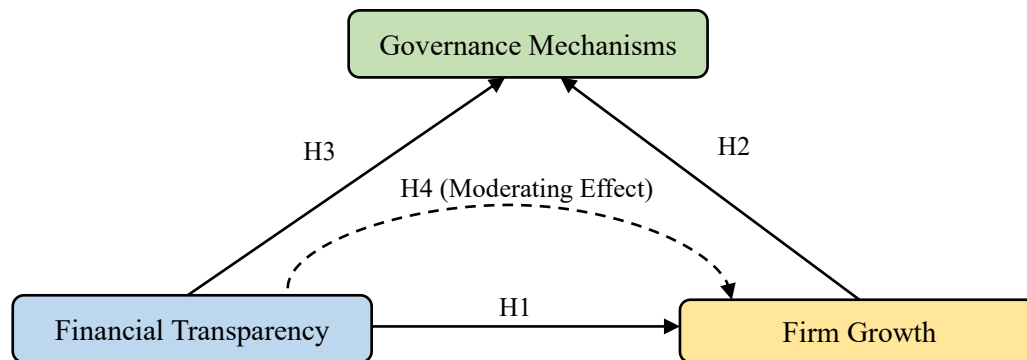 Governance Mechanisms
H3
H2
H4 (Moderating Effect)
H1
Financial Transparency
Firm Growth